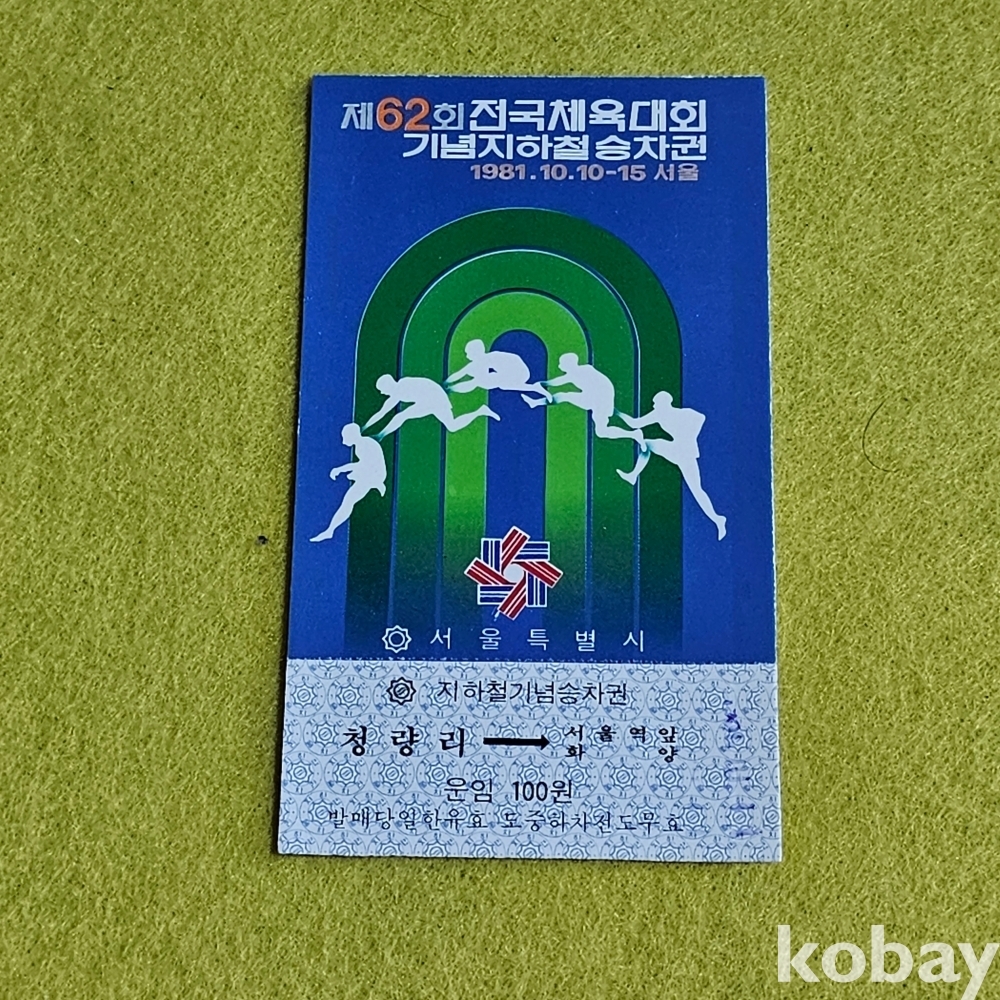 제62회 전국체육대회
기념지하철 승차권
1981.10.10-15 서울
서울특별시
지하철기념승차권
청량리 → 서울역앞
화양
운임 100원
발매당일한유효 도중하차전도무효
kobay